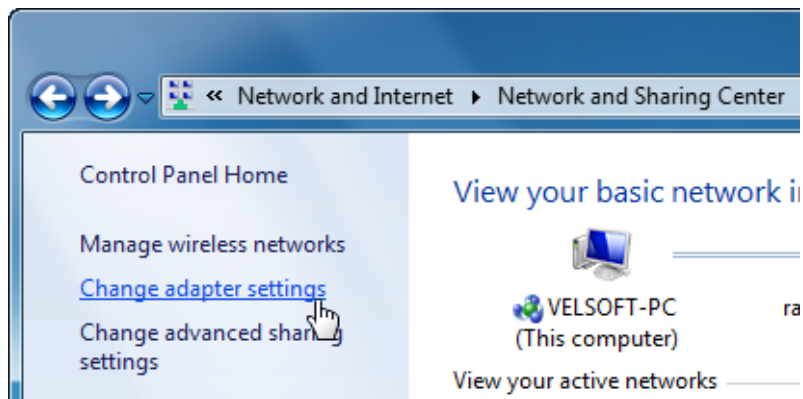 « Network and Internet ▸ Network and Sharing Center
Control Panel Home
View your basic network
Manage wireless networks
Change adapter settings
Change advanced sharing
settings
VELSOFT-PC
(This computer)
View your active networks